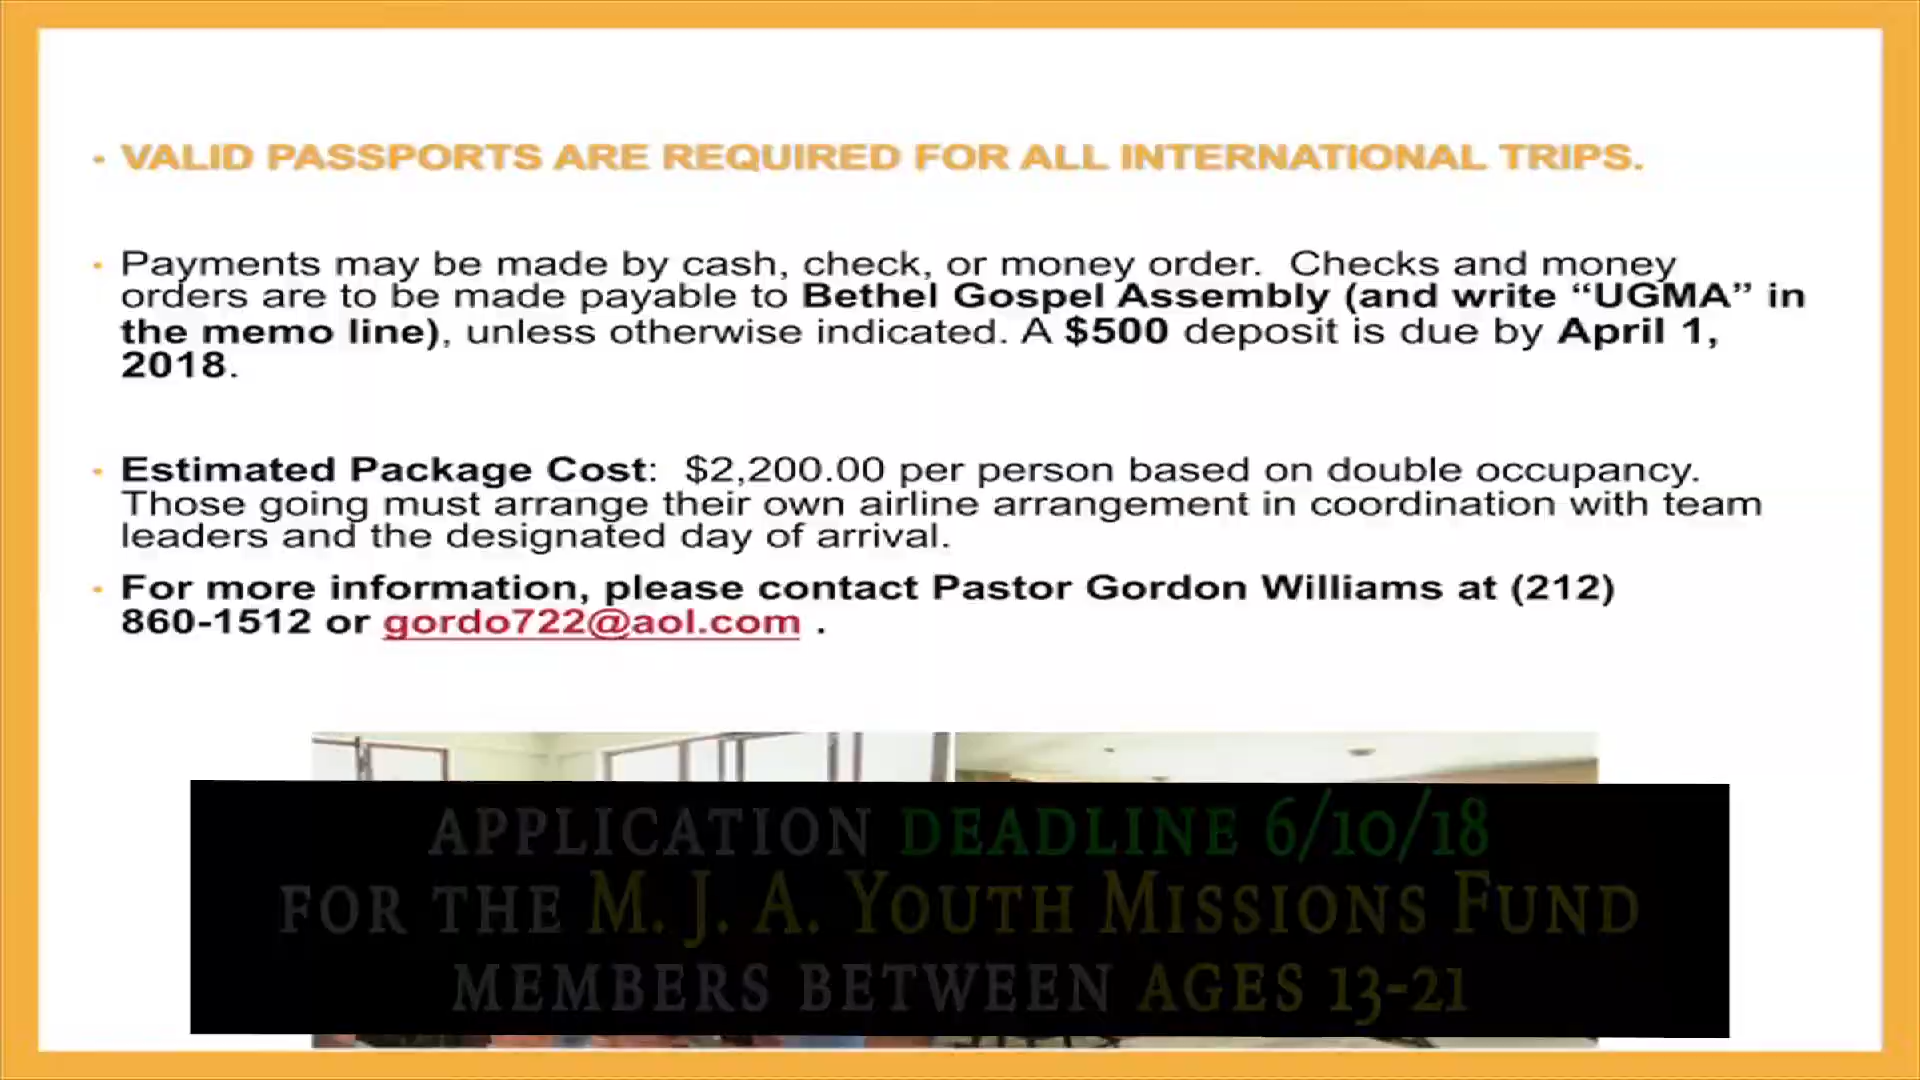 • VALID PASSPORTS ARE REQUIRED FOR ALL INTERNATIONAL TRIPS.
• Payments may be made by cash, check, or money order.  Checks and money
orders are to be made payable to Bethel Gospel Assembly (and write “UGMA” in
the memo line), unless otherwise indicated. A $500 deposit is due by April 1,
2018.
• Estimated Package Cost:  $2,200.00 per person based on double occupancy.
Those going must arrange their own airline arrangement in coordination with team
leaders and the designated day of arrival.
• For more information, please contact Pastor Gordon Williams at (212)
860-1512 or gordo722@aol.com .
APPLICATION DEADLINE 6/10/18
FOR THE M. J. A. YOUTH MISSIONS FUND
MEMBERS BETWEEN AGES 13-21